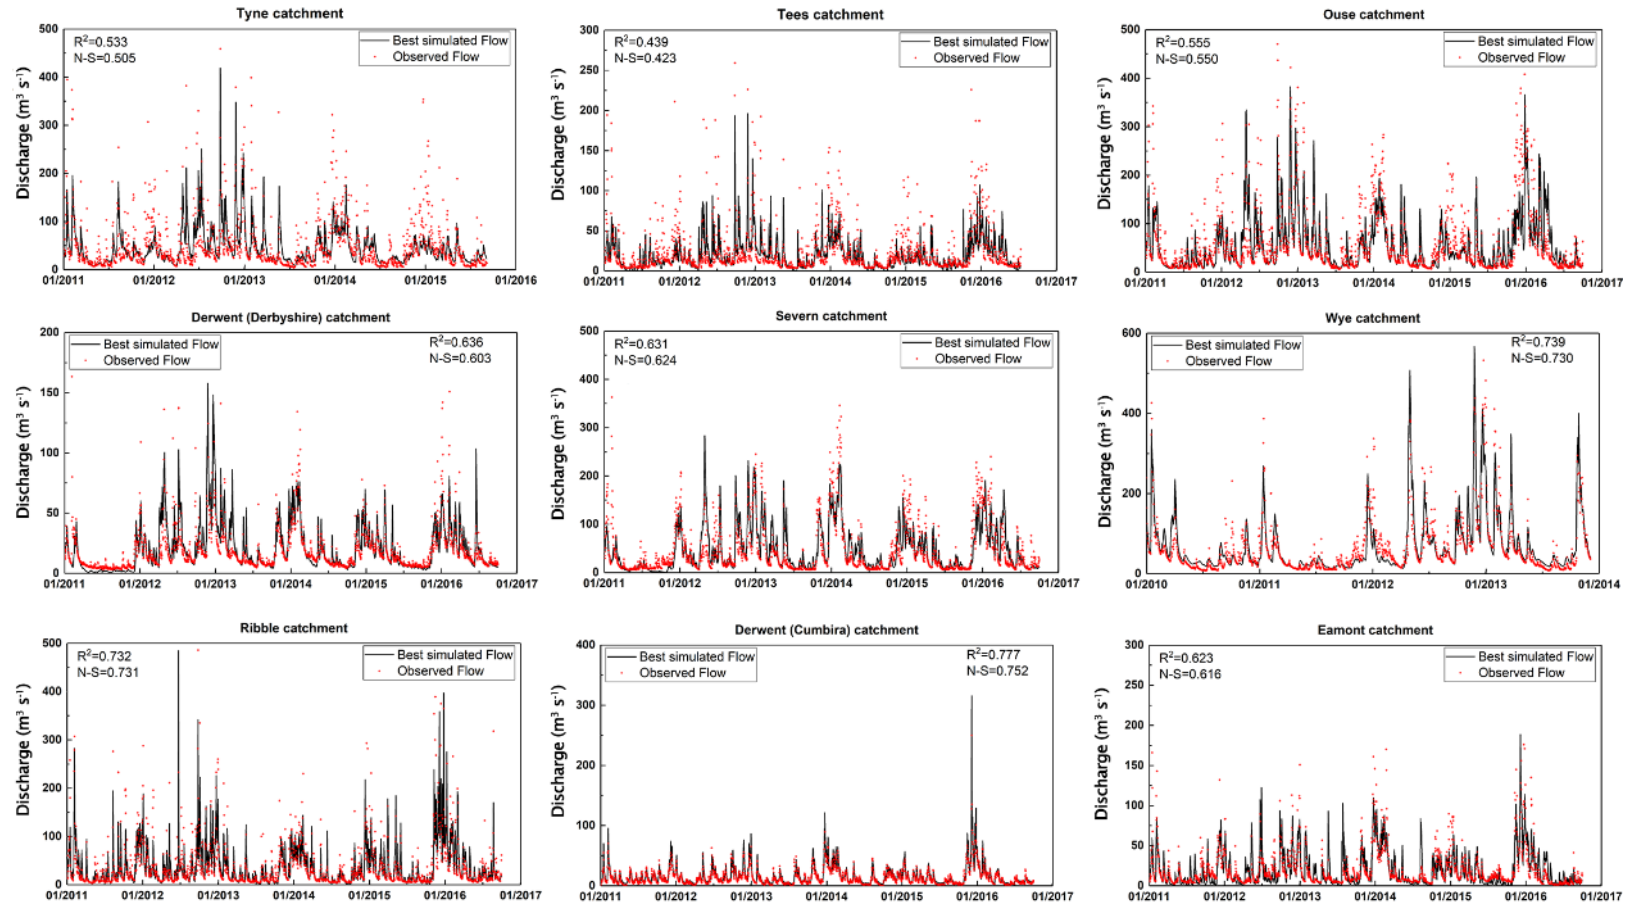 Tyne catchment
R²=0.533
N-S=0.505
Best simulated Flow
Observed Flow
Discharge (m³ s⁻¹)
500
400
300
200
100
0
01/2011 01/2012 01/2013 01/2014 01/2015 01/2016
Tees catchment
R²=0.439
N-S=0.423
Best simulated Flow
Observed Flow
Discharge (m³ s⁻¹)
300
250
200
150
100
50
0
01/2011 01/2012 01/2013 01/2014 01/2015 01/2016 01/2017
Ouse catchment
R²=0.555
N-S=0.550
Best simulated Flow
Observed Flow
Discharge (m³ s⁻¹)
500
400
300
200
100
0
01/2011 01/2012 01/2013 01/2014 01/2015 01/2016 01/2017
Derwent (Derbyshire) catchment
Best simulated Flow
Observed Flow
R²=0.636
N-S=0.603
Discharge (m³ s⁻¹)
200
150
100
50
0
01/2011 01/2012 01/2013 01/2014 01/2015 01/2016 01/2017
Severn catchment
R²=0.631
N-S=0.624
Best simulated Flow
Observed Flow
Discharge (m³ s⁻¹)
500
400
300
200
100
0
01/2011 01/2012 01/2013 01/2014 01/2015 01/2016 01/2017
Wye catchment
Best simulated Flow
Observed Flow
R²=0.739
N-S=0.730
Discharge (m³ s⁻¹)
600
400
200
0
01/2010 01/2011 01/2012 01/2013 01/2014
Ribble catchment
R²=0.732
N-S=0.731
Best simulated Flow
Observed Flow
Discharge (m³ s⁻¹)
500
400
300
200
100
0
01/2011 01/2012 01/2013 01/2014 01/2015 01/2016 01/2017
Derwent (Cumbira) catchment
Best simulated Flow
Observed Flow
R²=0.777
N-S=0.752
Discharge (m³ s⁻¹)
400
300
200
100
0
01/2011 01/2012 01/2013 01/2014 01/2015 01/2016 01/2017
Eamont catchment
R²=0.623
N-S=0.616
Best simulated Flow
Observed Flow
Discharge (m³ s⁻¹)
300
250
200
150
100
50
0
01/2011 01/2012 01/2013 01/2014 01/2015 01/2016 01/2017